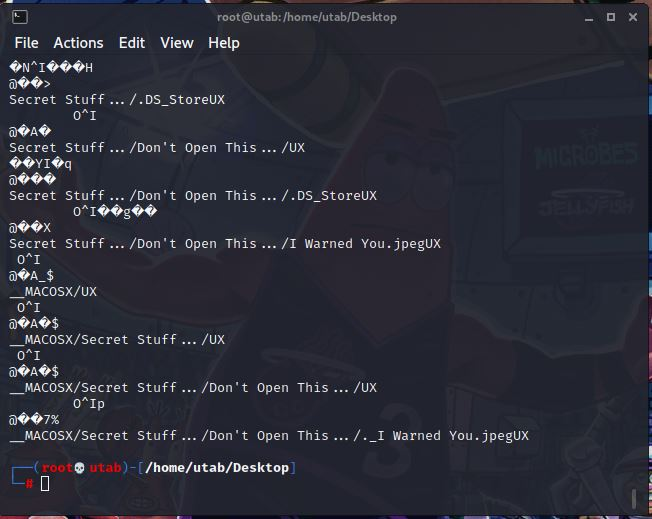 root@utab: /home/utab/Desktop
File Actions Edit View Help
�N^I���H
@��>
Secret Stuff.../.DS_StoreUX
O^I
@�A�
Secret Stuff.../Don't Open This.../UX
��YI�q
@���
Secret Stuff.../Don't Open This.../.DS_StoreUX
O^I��g��
@��X
Secret Stuff.../Don't Open This.../I Warned You.jpegUX
O^I
@�A_$
__MACOSX/UX
O^I
@�A�$
__MACOSX/Secret Stuff.../UX
O^I
@�A�$
__MACOSX/Secret Stuff.../Don't Open This.../UX
O^Ip
@��7%
__MACOSX/Secret Stuff.../Don't Open This.../._I Warned You.jpegUX
┌──(root💀utab)-[/home/utab/Desktop]
└─#
MICROBES
JELLYFISH
3